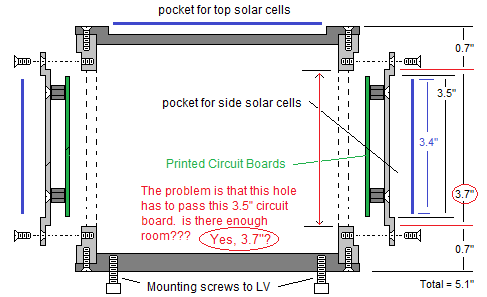 pocket for top solar cells
0.7"
pocket for side solar cells
3.5"
3.4"
Printed Circuit Boards
The problem is that this hole
has to pass this 3.5" circuit
board. is there enough
room??? Yes, 3.7"?
3.7"
0.7"
Mounting screws to LV
Total = 5.1"